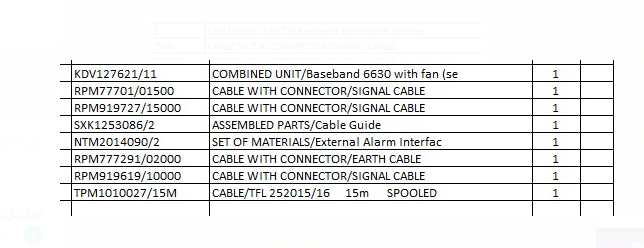 KDV127621/11 COMBINED UNIT/Baseband 6630 with fan (se 1
RPM77701/01500 CABLE WITH CONNECTOR/SIGNAL CABLE 1
RPM919727/15000 CABLE WITH CONNECTOR/SIGNAL CABLE 1
SXK1253086/2 ASSEMBLED PARTS/Cable Guide 1
NTM2014090/2 SET OF MATERIALS/External Alarm Interfac 1
RPM777291/02000 CABLE WITH CONNECTOR/EARTH CABLE 1
RPM919619/10000 CABLE WITH CONNECTOR/SIGNAL CABLE 1
TPM1010027/15M CABLE/TFL 252015/16 15m SPOOLED 1